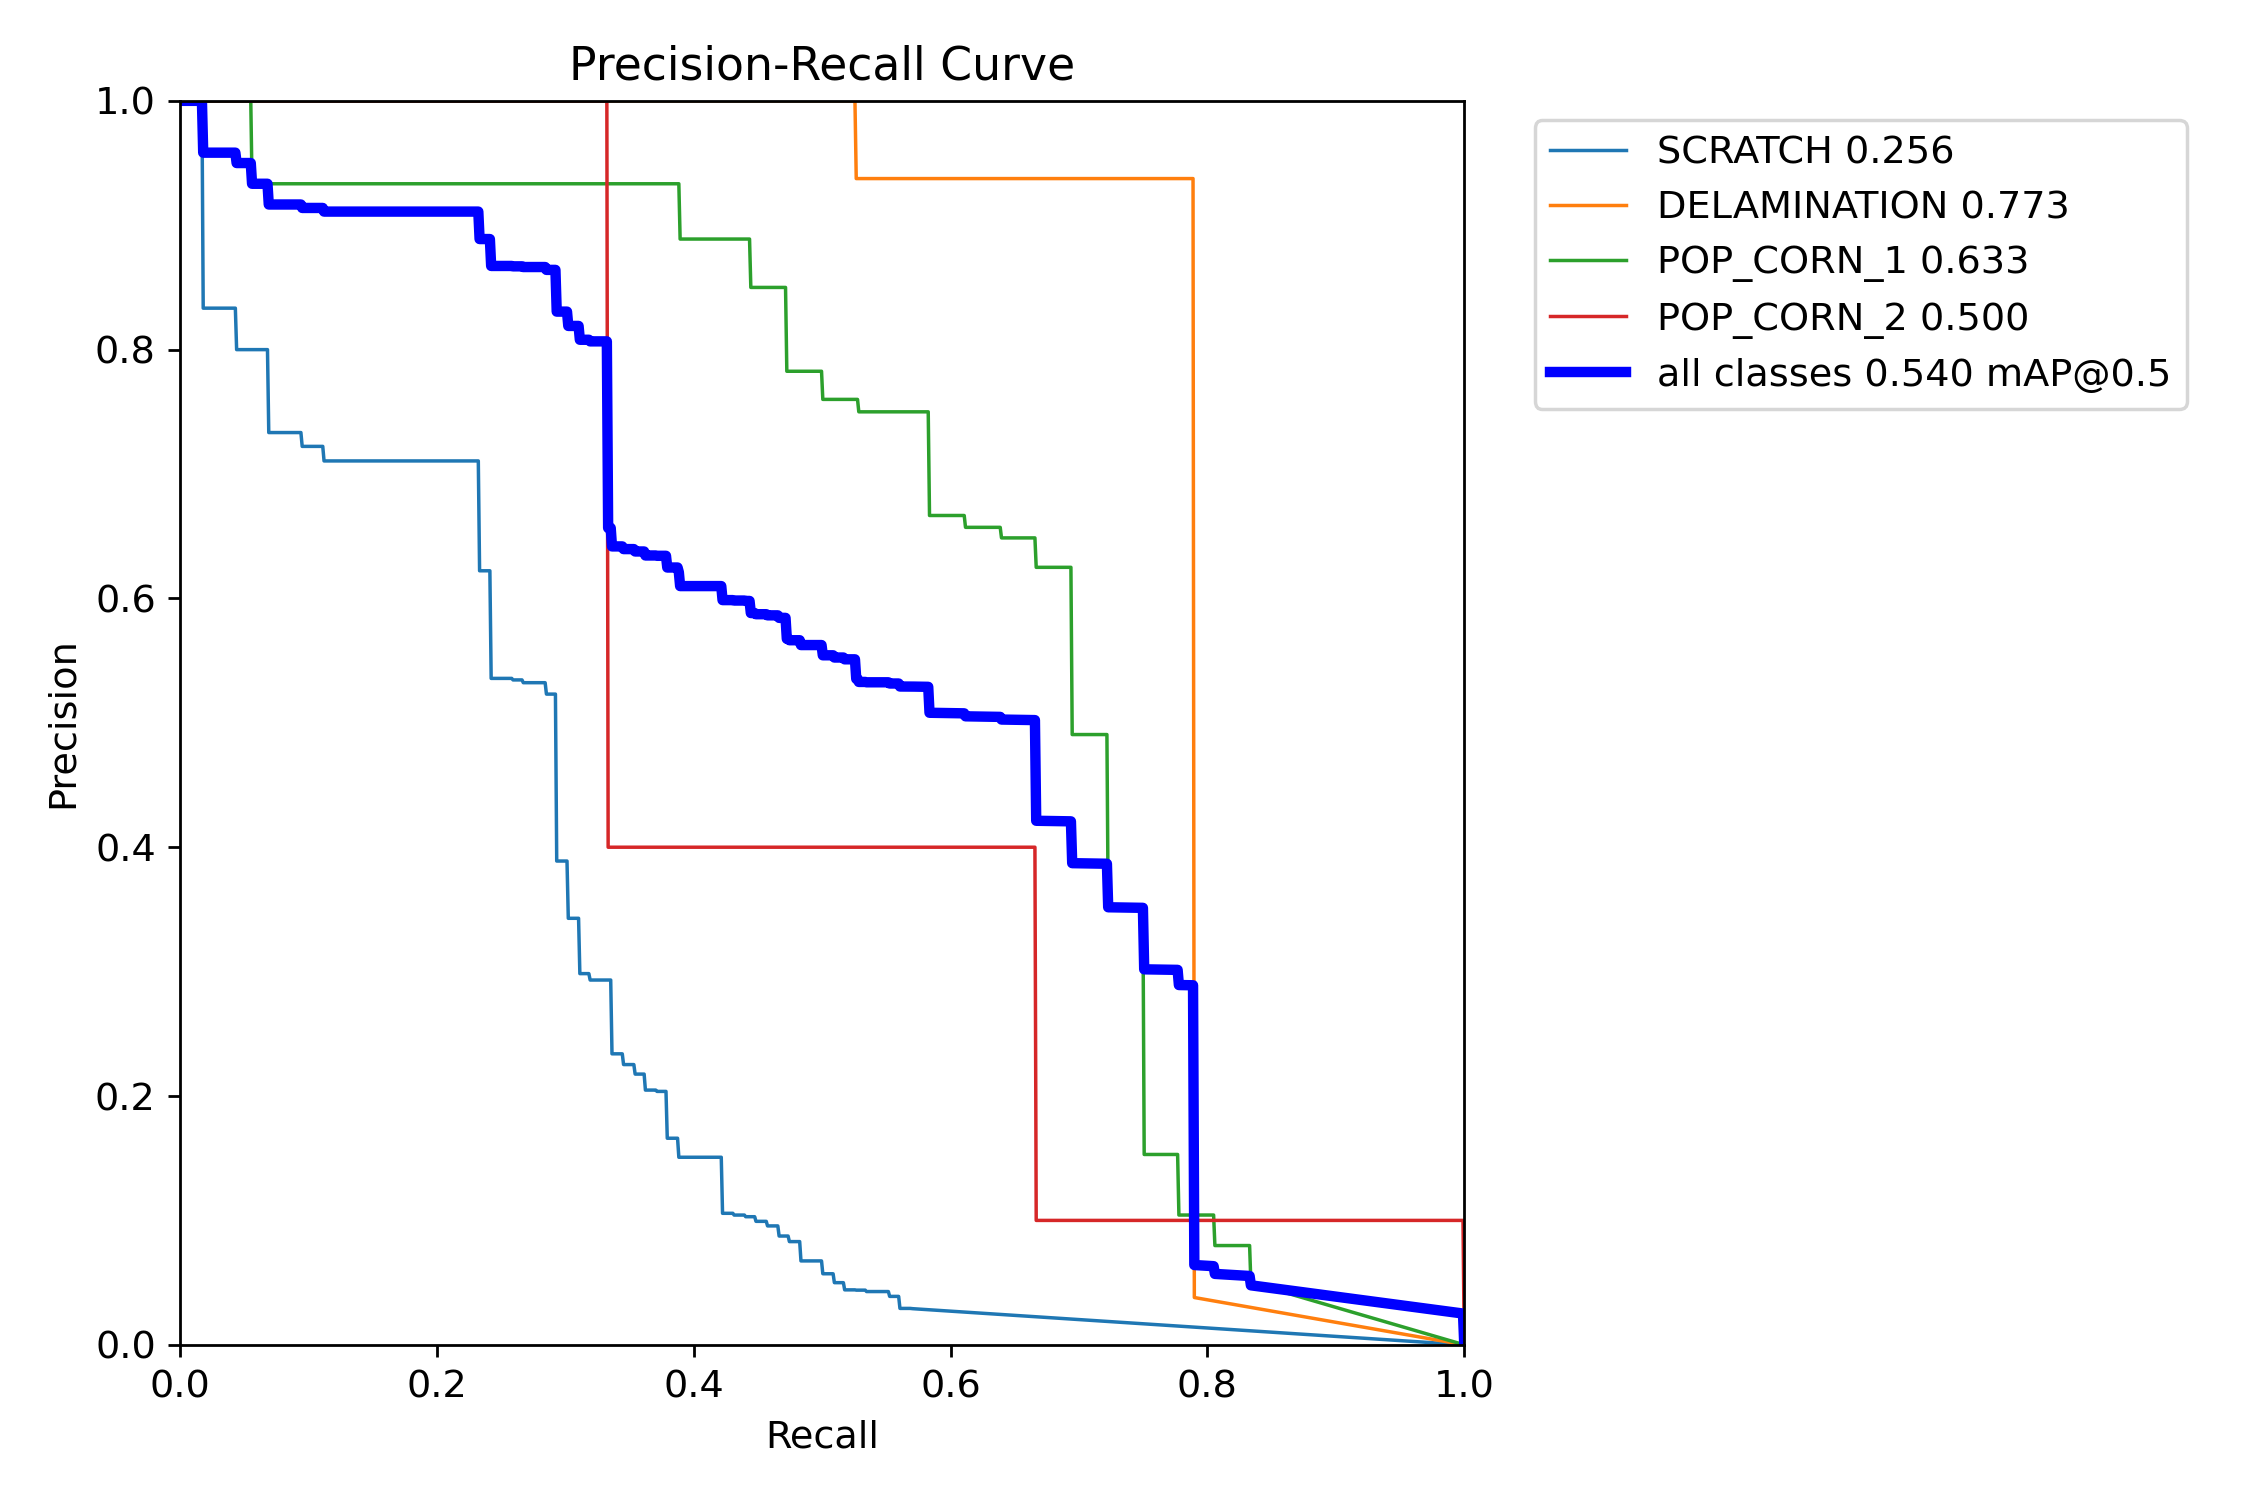 Precision-Recall Curve
1.0
0.8
0.6
0.4
0.2
0.0
Precision
0.0 0.2 0.4 0.6 0.8 1.0
Recall
SCRATCH 0.256
DELAMINATION 0.773
POP_CORN_1 0.633
POP_CORN_2 0.500
all classes 0.540 mAP@0.5